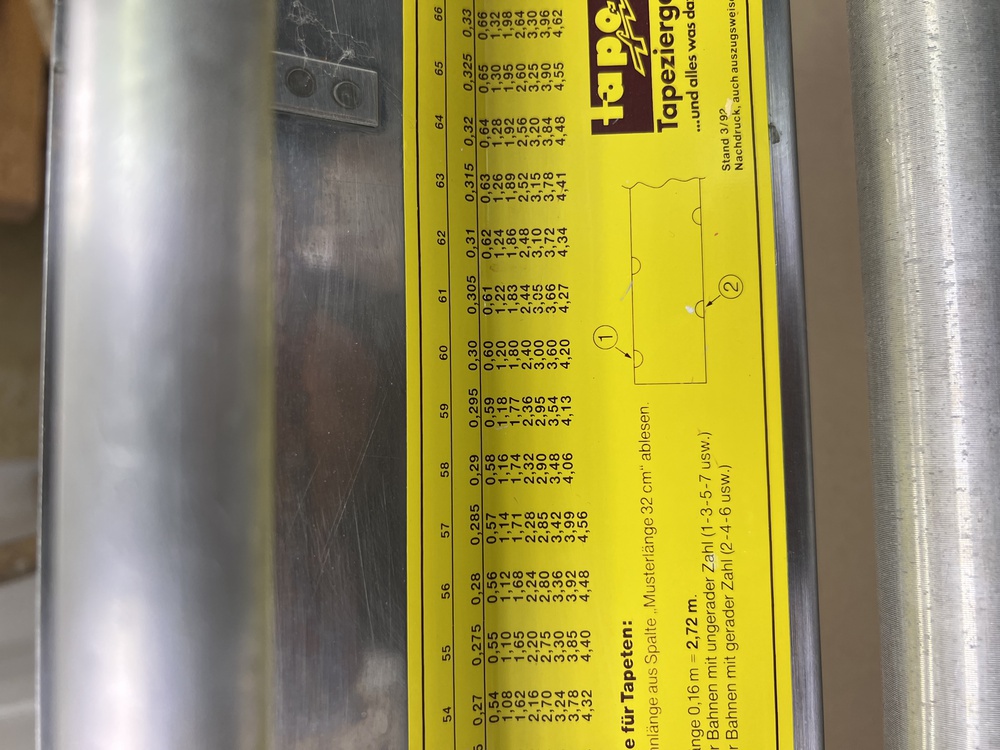 54 55 56 57 58 59 60 61 62 63 64 65 66
0,27 0,275 0,28 0,285 0,29 0,295 0,30 0,305 0,31 0,315 0,32 0,325 0,33
0,54 0,55 0,56 0,57 0,58 0,59 0,60 0,61 0,62 0,63 0,64 0,65 0,66
1,08 1,10 1,12 1,14 1,16 1,18 1,20 1,22 1,24 1,26 1,28 1,30 1,32
1,62 1,65 1,68 1,71 1,74 1,77 1,80 1,83 1,86 1,89 1,92 1,95 1,98
2,16 2,20 2,24 2,28 2,32 2,36 2,40 2,44 2,48 2,52 2,56 2,60 2,64
2,70 2,75 2,80 2,85 2,90 2,95 3,00 3,05 3,10 3,15 3,20 3,25 3,30
3,24 3,30 3,36 3,42 3,48 3,54 3,60 3,66 3,72 3,78 3,84 3,90 3,96
3,78 3,85 3,92 3,99 4,06 4,13 4,20 4,27 4,34 4,41 4,48 4,55 4,62
4,32 4,40 4,48 4,56
e für Tapeten:
nnlänge aus Spalte „Musterlänge 32 cm" ablesen.
änge 0,16 m = 2,72 m.
r Bahnen mit ungerader Zahl (1-3-5-7 usw.)
r Bahnen mit gerader Zahl (2-4-6 usw.)
1
2
tapo
Tapezierge
...und alles was da
Stand 3/92
Nachdruck, auch auszugsweise